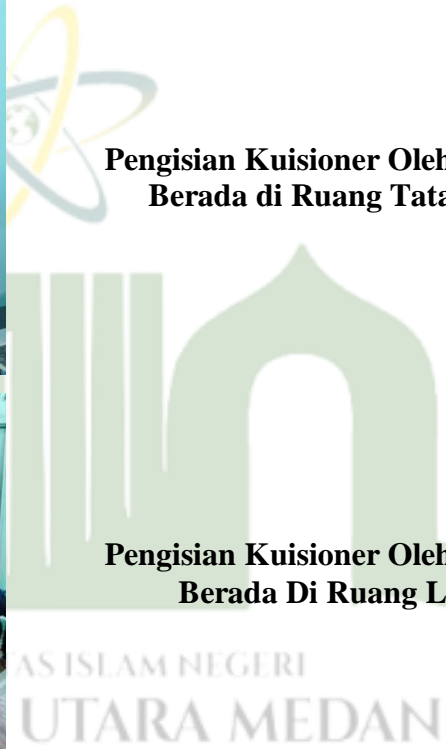 Pengisian Kuisioner Oleh
Berada di Ruang Tata
Pengisian Kuisioner Oleh
Berada Di Ruang L
AS ISLAM NEGERI
UTARA MEDAN